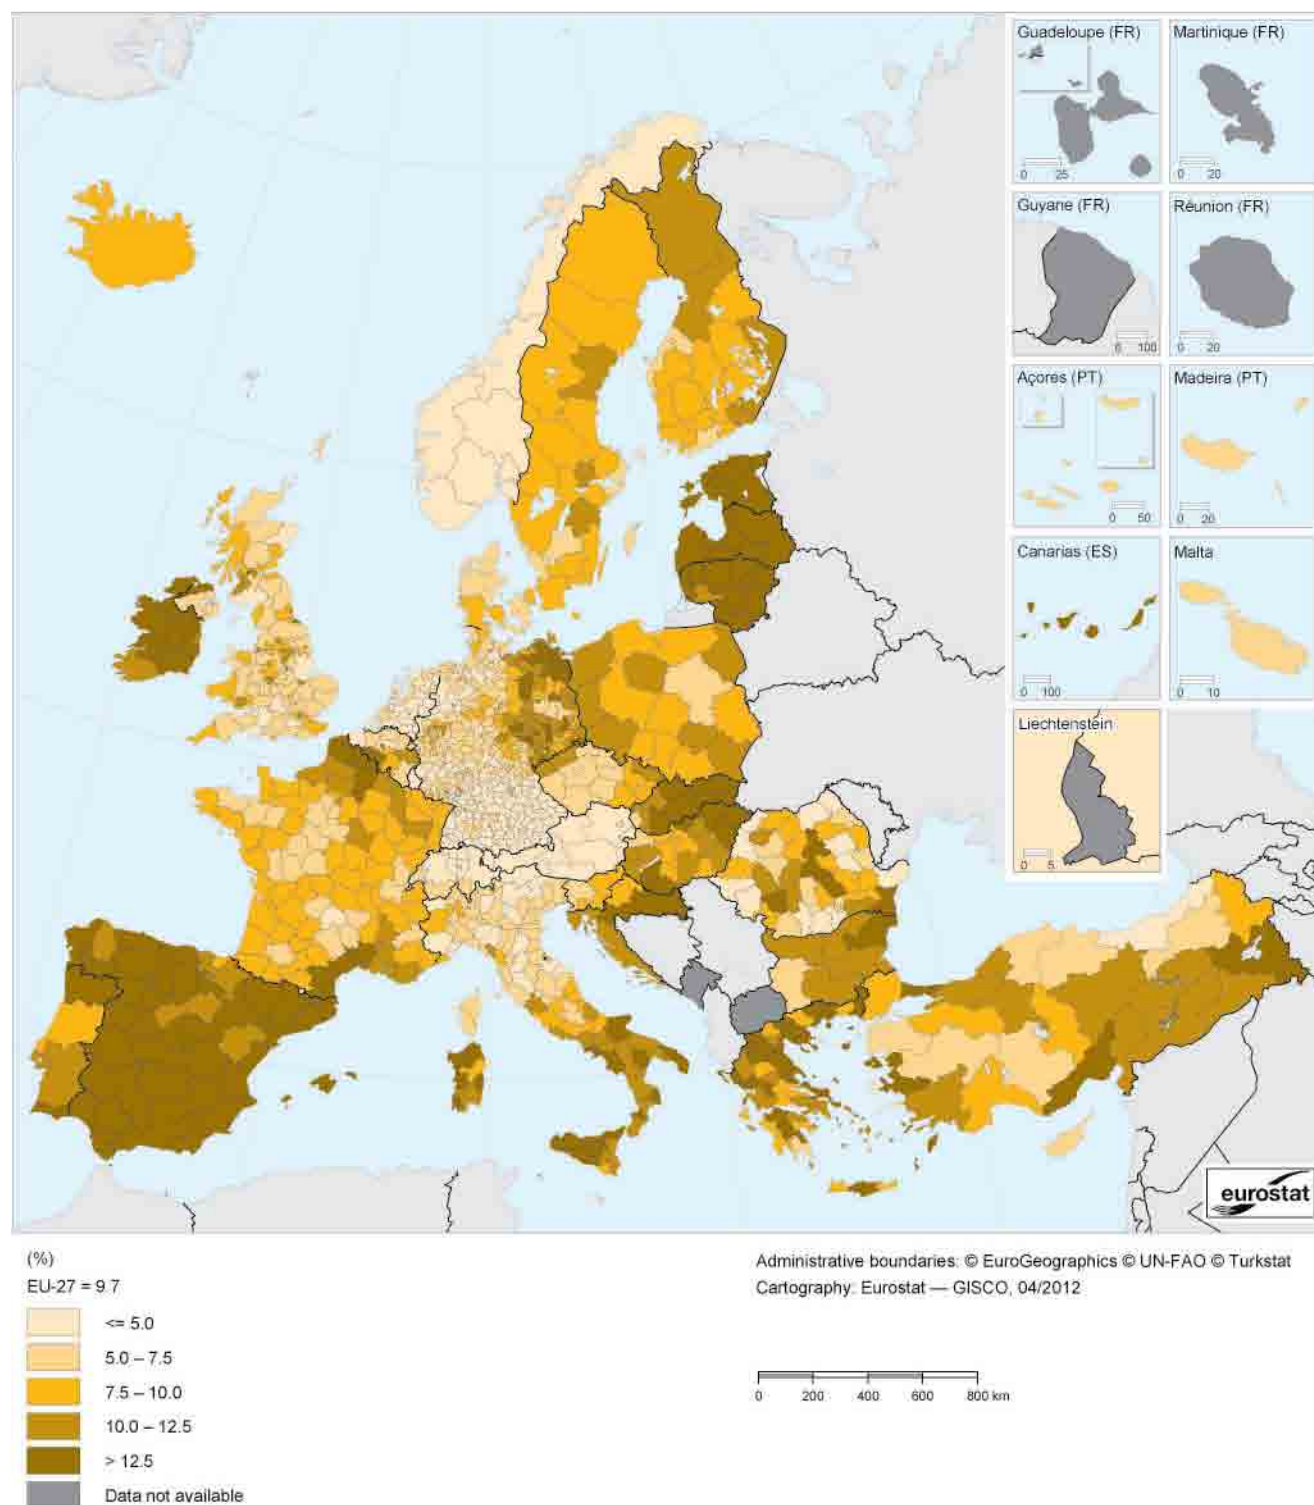 Guadeloupe (FR)
0 25
Martinique (FR)
0 20
Guyane (FR)
0 100
Réunion (FR)
0 20
Açores (PT)
0 50
Madeira (PT)
0 20
Canarias (ES)
0 100
Malta
0 10
Liechtenstein
0 5
eurostat
(%)
EU-27 = 9.7
<= 5.0
5.0 – 7.5
7.5 – 10.0
10.0 – 12.5
> 12.5
Data not available
Administrative boundaries: © EuroGeographics © UN-FAO © Turkstat
Cartography: Eurostat — GISCO, 04/2012
0 200 400 600 800 km